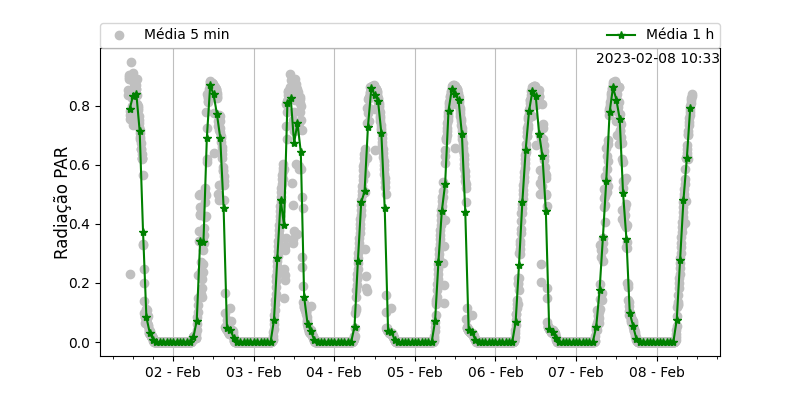 Média 5 min
Média 1 h
2023-02-08 10:33
Radiação PAR
0.8
0.6
0.4
0.2
0.0
02 - Feb
03 - Feb
04 - Feb
05 - Feb
06 - Feb
07 - Feb
08 - Feb